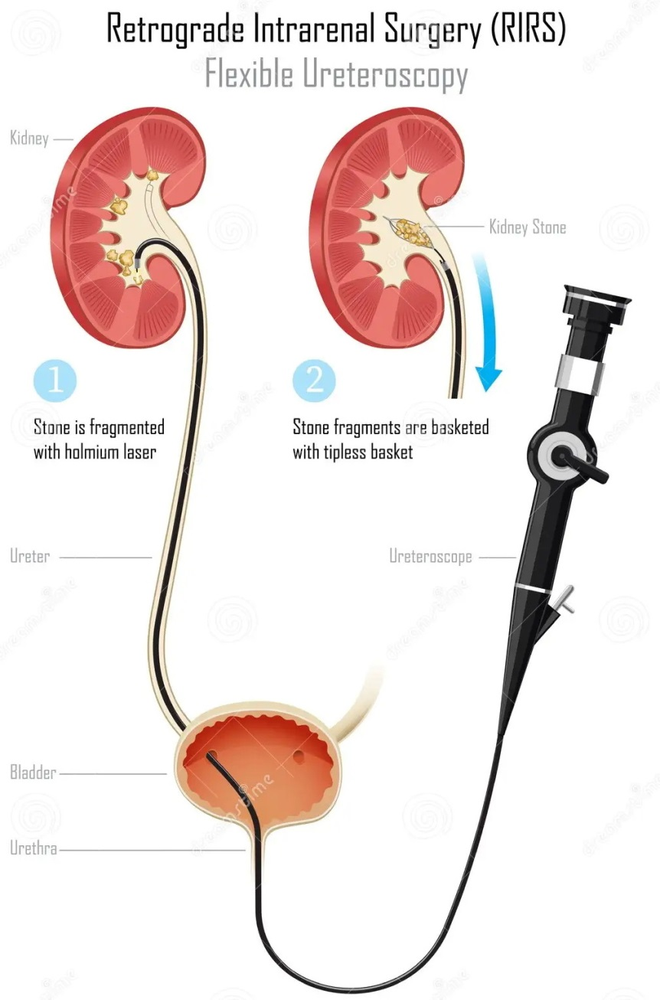 Retrograde Intrarenal Surgery (RIRS)
Flexible Ureteroscopy
Kidney
Kidney Stone
1
2
Stone is fragmented
with holmium laser
Stone fragments are basketed
with tipless basket
Ureter
Ureteroscope
Bladder
Urethra
dreamstime